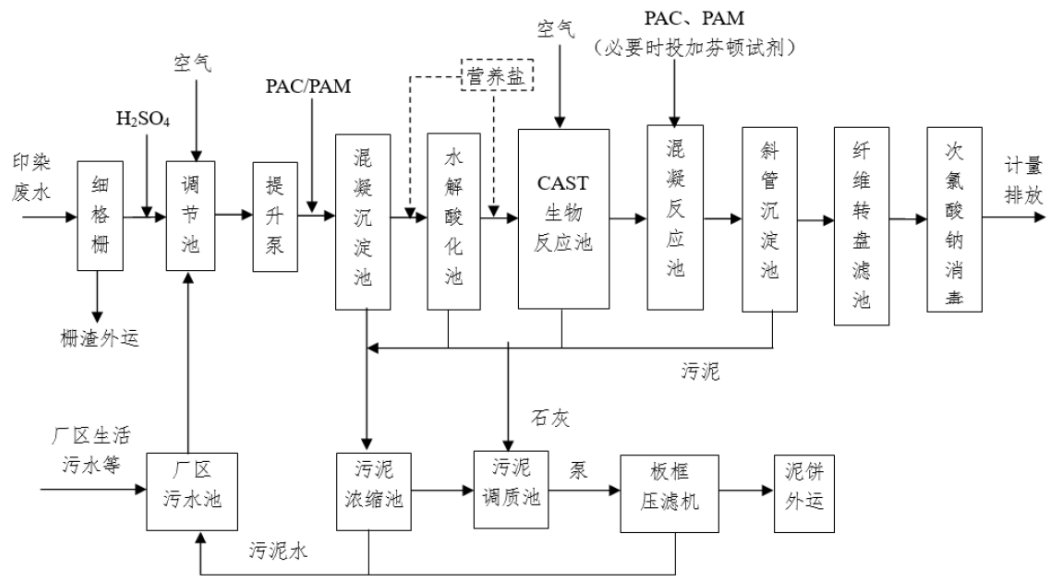 PAC、PAM
（必要时投加芬顿试剂）
空气
空气
营养盐
PAC/PAM
H₂SO₄
印染
废水
细格栅
调节池
提升泵
混凝沉淀池
水解酸化池
CAST
生物
反应池
混凝反应池
斜管沉淀池
纤维转盘滤池
次氯酸钠消毒
计量
排放
栅渣外运
污泥
石灰
厂区生活
污水等
厂区
污水池
污泥
浓缩池
污泥
调质池
泵
板框
压滤机
泥饼
外运
污泥水